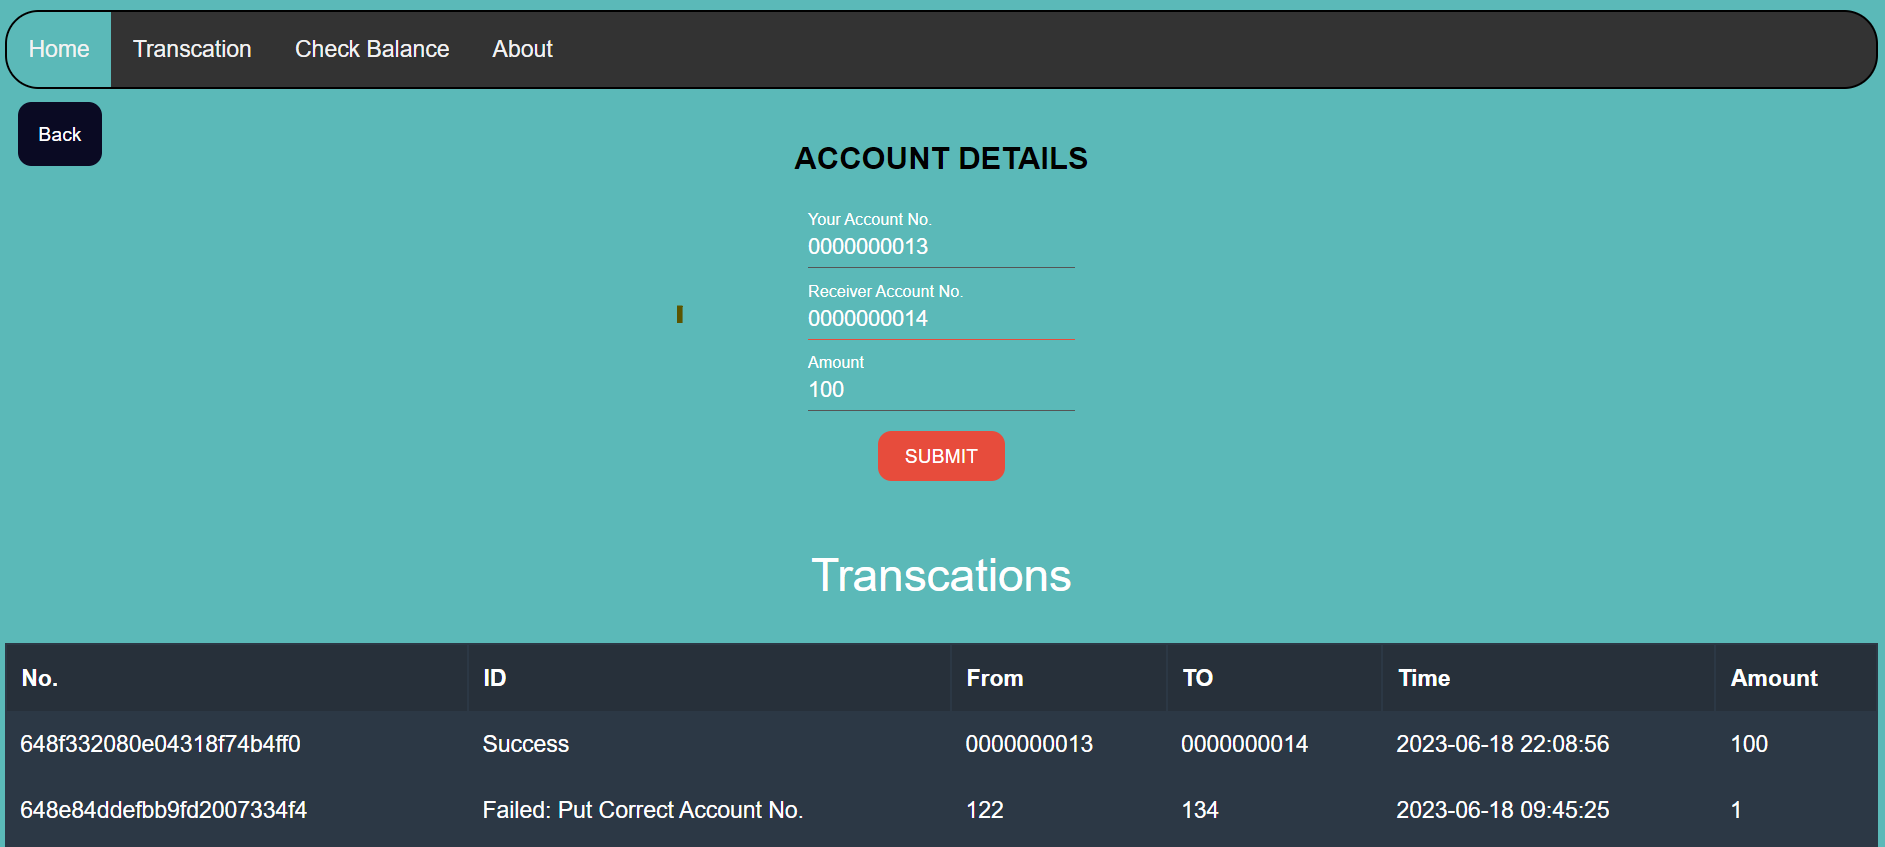 Home Transcation Check Balance About
Back
ACCOUNT DETAILS
Your Account No.
0000000013
Receiver Account No.
0000000014
Amount
100
SUBMIT
Transcations
No. ID From TO Time Amount
648f332080e04318f74b4ff0 Success 0000000013 0000000014 2023-06-18 22:08:56 100
648e84ddefbb9fd2007334f4 Failed: Put Correct Account No. 122 134 2023-06-18 09:45:25 1